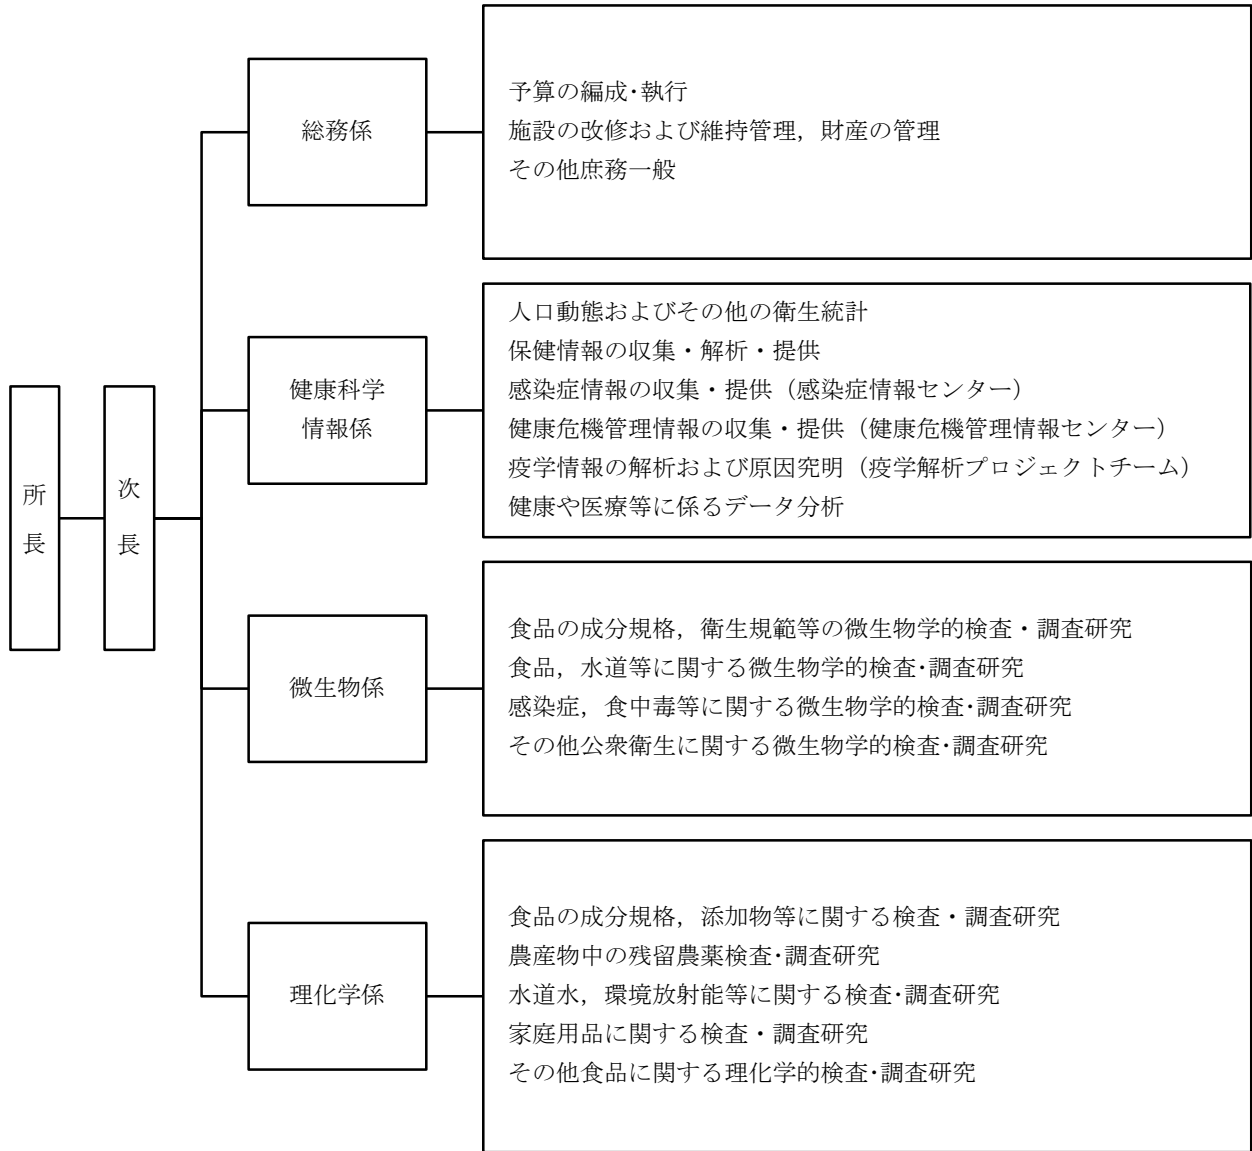 所長
次長
総務係
予算の編成･執行
施設の改修および維持管理，財産の管理
その他庶務一般
健康科学
情報係
人口動態およびその他の衛生統計
保健情報の収集・解析・提供
感染症情報の収集・提供（感染症情報センター）
健康危機管理情報の収集・提供（健康危機管理情報センター）
疫学情報の解析および原因究明（疫学解析プロジェクトチーム）
健康や医療等に係るデータ分析
微生物係
食品の成分規格，衛生規範等の微生物学的検査・調査研究
食品，水道等に関する微生物学的検査･調査研究
感染症，食中毒等に関する微生物学的検査･調査研究
その他公衆衛生に関する微生物学的検査･調査研究
理化学係
食品の成分規格，添加物等に関する検査・調査研究
農産物中の残留農薬検査･調査研究
水道水，環境放射能等に関する検査･調査研究
家庭用品に関する検査・調査研究
その他食品に関する理化学的検査･調査研究